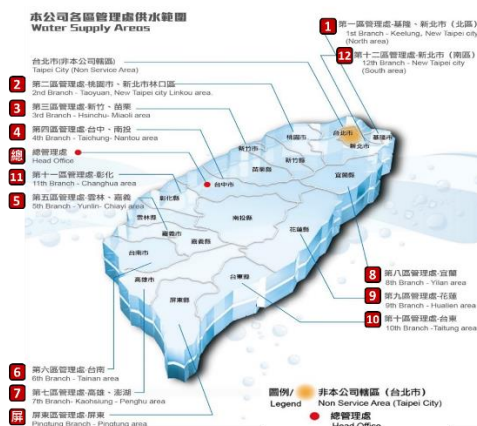 本公司各區管理處供水範圍
Water Supply Areas
1 第一區管理處-基隆、新北市（北區）
1st Branch - Keelung, New Taipei city
(North area)
12 第十二區管理處-新北市（南區）
12th Branch - New Taipei city
(South area)
台北市(非本公司轄區)
Taipei City (Non Service Area)
2 第二區管理處-桃園市、新北市林口區
2nd Branch - Taoyuan, New Taipei city Linkou area
3 第三區管理處-新竹、苗栗
3rd Branch - Hsinchu- Miaoli area
4 第四區管理處-台中、南投
4th Branch - Taichung- Nantou area
總 總管理處
Head Office
11 第十一區管理處-彰化
11th Branch - Changhua area
5 第五區管理處-雲林、嘉義
5th Branch - Yunlin- Chiayi area
台北市
基隆市
桃園市
新北市
新竹市
新竹縣
苗栗縣
宜蘭縣
台中市
彰化縣
南投縣
雲林縣
花蓮縣
嘉義市
嘉義縣
台南市
台東縣
高雄市
屏東縣
8 第八區管理處-宜蘭
8th Branch - Yilan area
9 第九區管理處-花蓮
9th Branch - Hualien area
10 第十區管理處-台東
10th Branch - Taitung area
6 第六區管理處-台南
6th Branch - Tainan area
7 第七區管理處-高雄、澎湖
7th Branch - Kaohsiung - Penghu area
屏 屏東區管理處-屏東
Pingtung Branch - Pingtung area
圖例/ 非本公司轄區（台北市）
Legend Non Service Area (Taipei City)
總管理處
Head Office